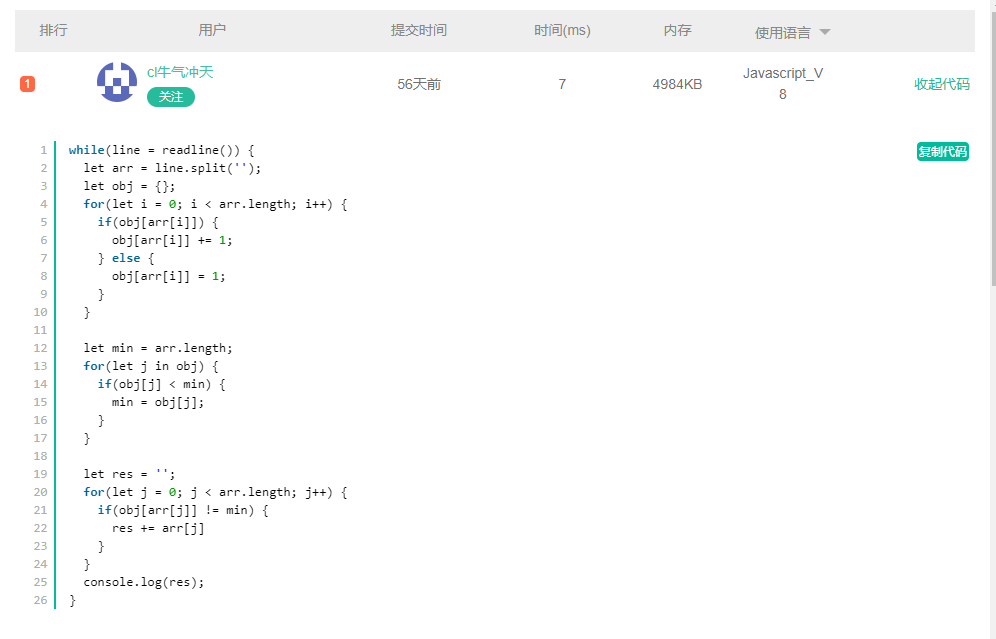 排行 用户 提交时间 时间(ms) 内存 使用语言
1 cl牛气冲天 关注 56天前 7 4984KB Javascript_V8 收起代码
复制代码
1 while(line = readline()) {
2   let arr = line.split('');
3   let obj = {};
4   for(let i = 0; i < arr.length; i++) {
5     if(obj[arr[i]]) {
6       obj[arr[i]] += 1;
7     } else {
8       obj[arr[i]] = 1;
9     }
10   }
11
12   let min = arr.length;
13   for(let j in obj) {
14     if(obj[j] < min) {
15       min = obj[j];
16     }
17   }
18
19   let res = '';
20   for(let j = 0; j < arr.length; j++) {
21     if(obj[arr[j]] != min) {
22       res += arr[j]
23     }
24   }
25   console.log(res);
26 }